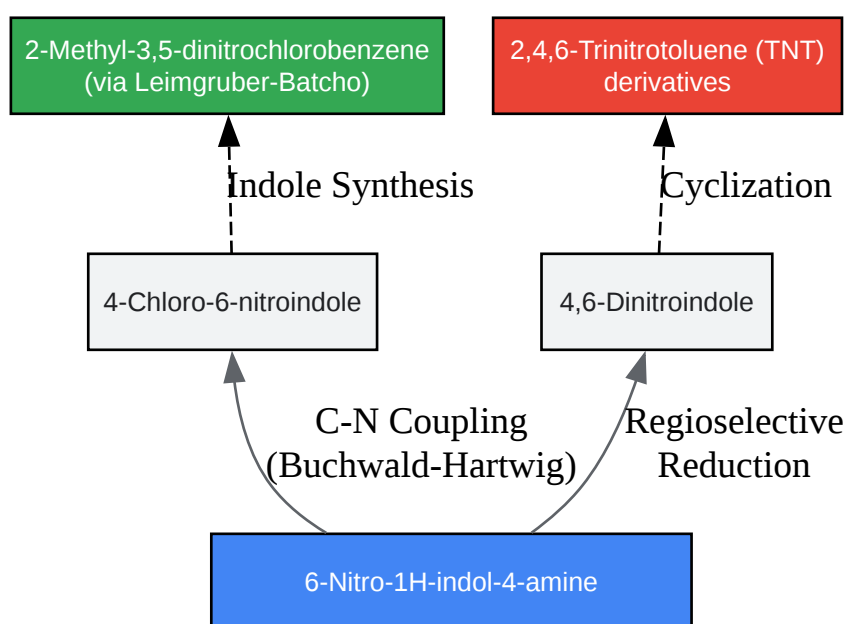 2-Methyl-3,5-dinitrochlorobenzene
(via Leimgruber-Batcho)
2,4,6-Trinitrotoluene (TNT)
derivatives
Indole Synthesis
Cyclization
4-Chloro-6-nitroindole
4,6-Dinitroindole
C-N Coupling
(Buchwald-Hartwig)
Regioselective
Reduction
6-Nitro-1H-indol-4-amine